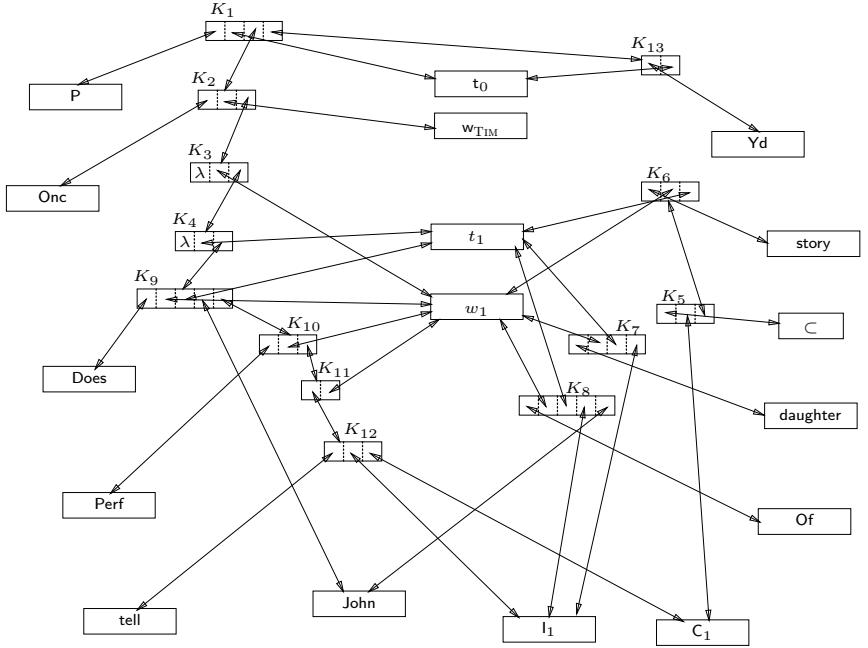 K₁
K₁₃
K₂
P
t₀
w_TIM
Yd
K₃
λ
K₆
Onc
K₄
λ
t₁
story
K₉
w₁
K₅
⊂
K₁₀
K₇
Does
K₁₁
K₈
daughter
K₁₂
Perf
Of
John
tell
I₁
C₁